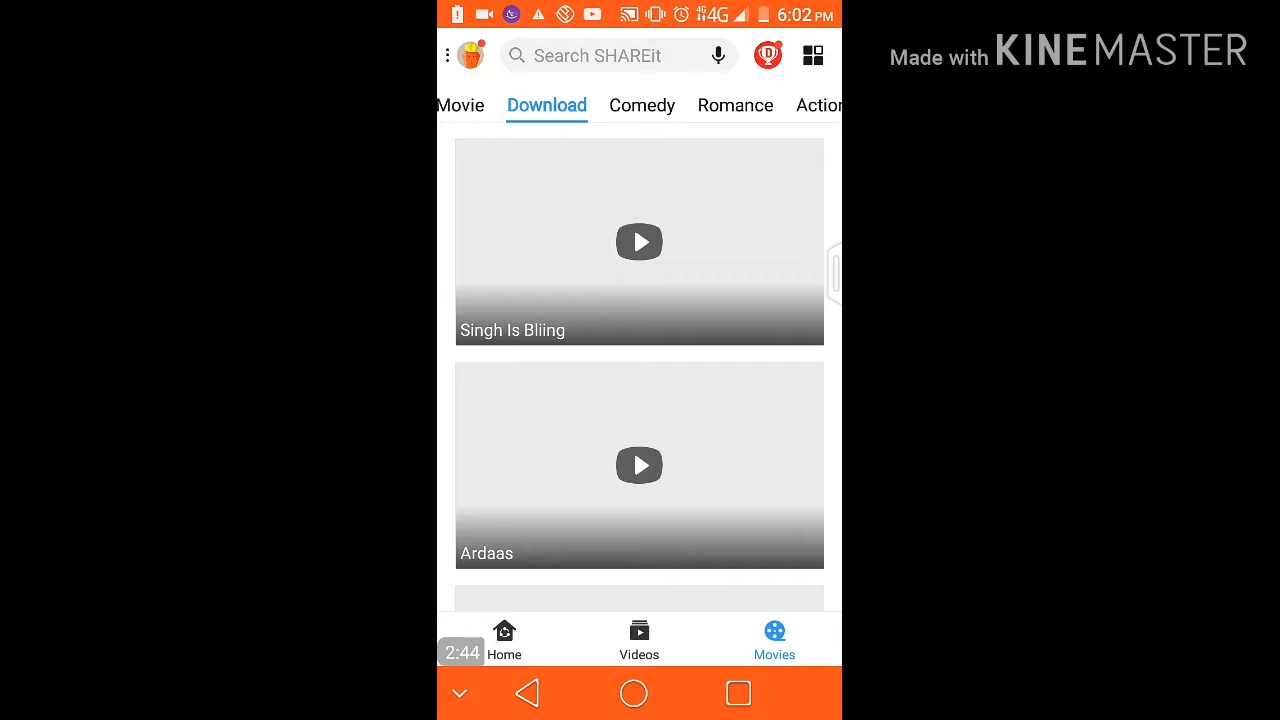 4G 6:02 PM
Made with KINEMASTER
Search SHAREit
Movie Download Comedy Romance Action
Singh Is Bliing
Ardaas
2:44
Home Videos Movies